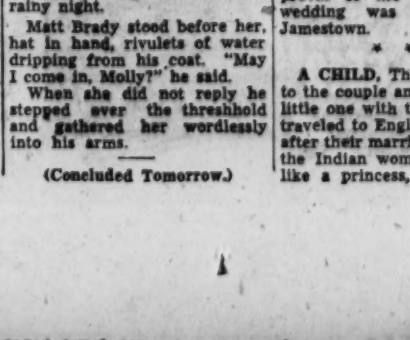 rainy night.
Matt Brady stood before her,
hat in hand, rivulets of water
dripping from his coat. "May
I come in, Molly?" he said.
When she did not reply he
stepped over the threshhold
and gathered her wordlessly
into his arms.
(Concluded Tomorrow.)
wedding was
Jamestown.
* *
A CHILD, Th
to the couple an
little one with t
traveled to Engl
after their marri
the Indian wom
like a princess,